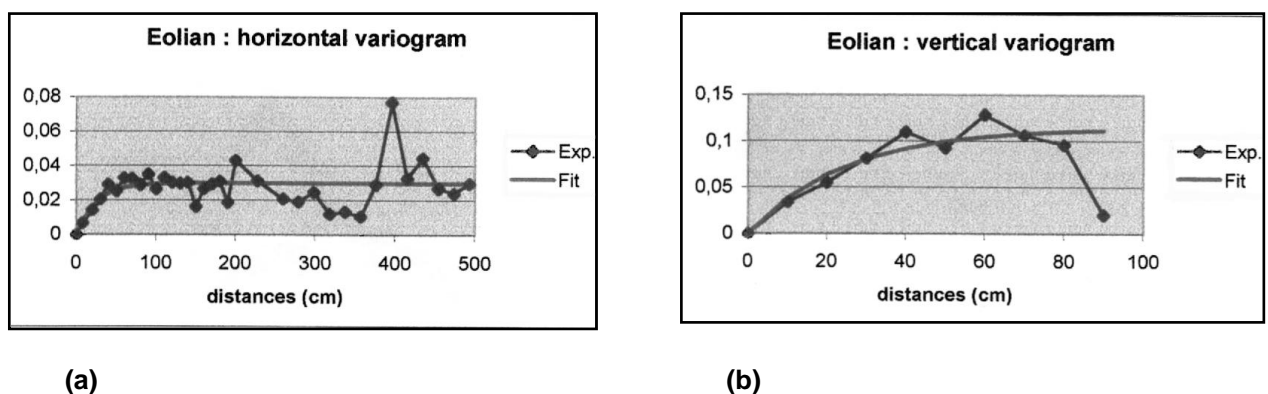 Eolian : horizontal variogram
0,08
0,06
0,04
0,02
0
0 100 200 300 400 500
distances (cm)
Exp.
Fit
(a)
Eolian : vertical variogram
0,15
0,1
0,05
0
0 20 40 60 80 100
distances (cm)
Exp.
Fit
(b)